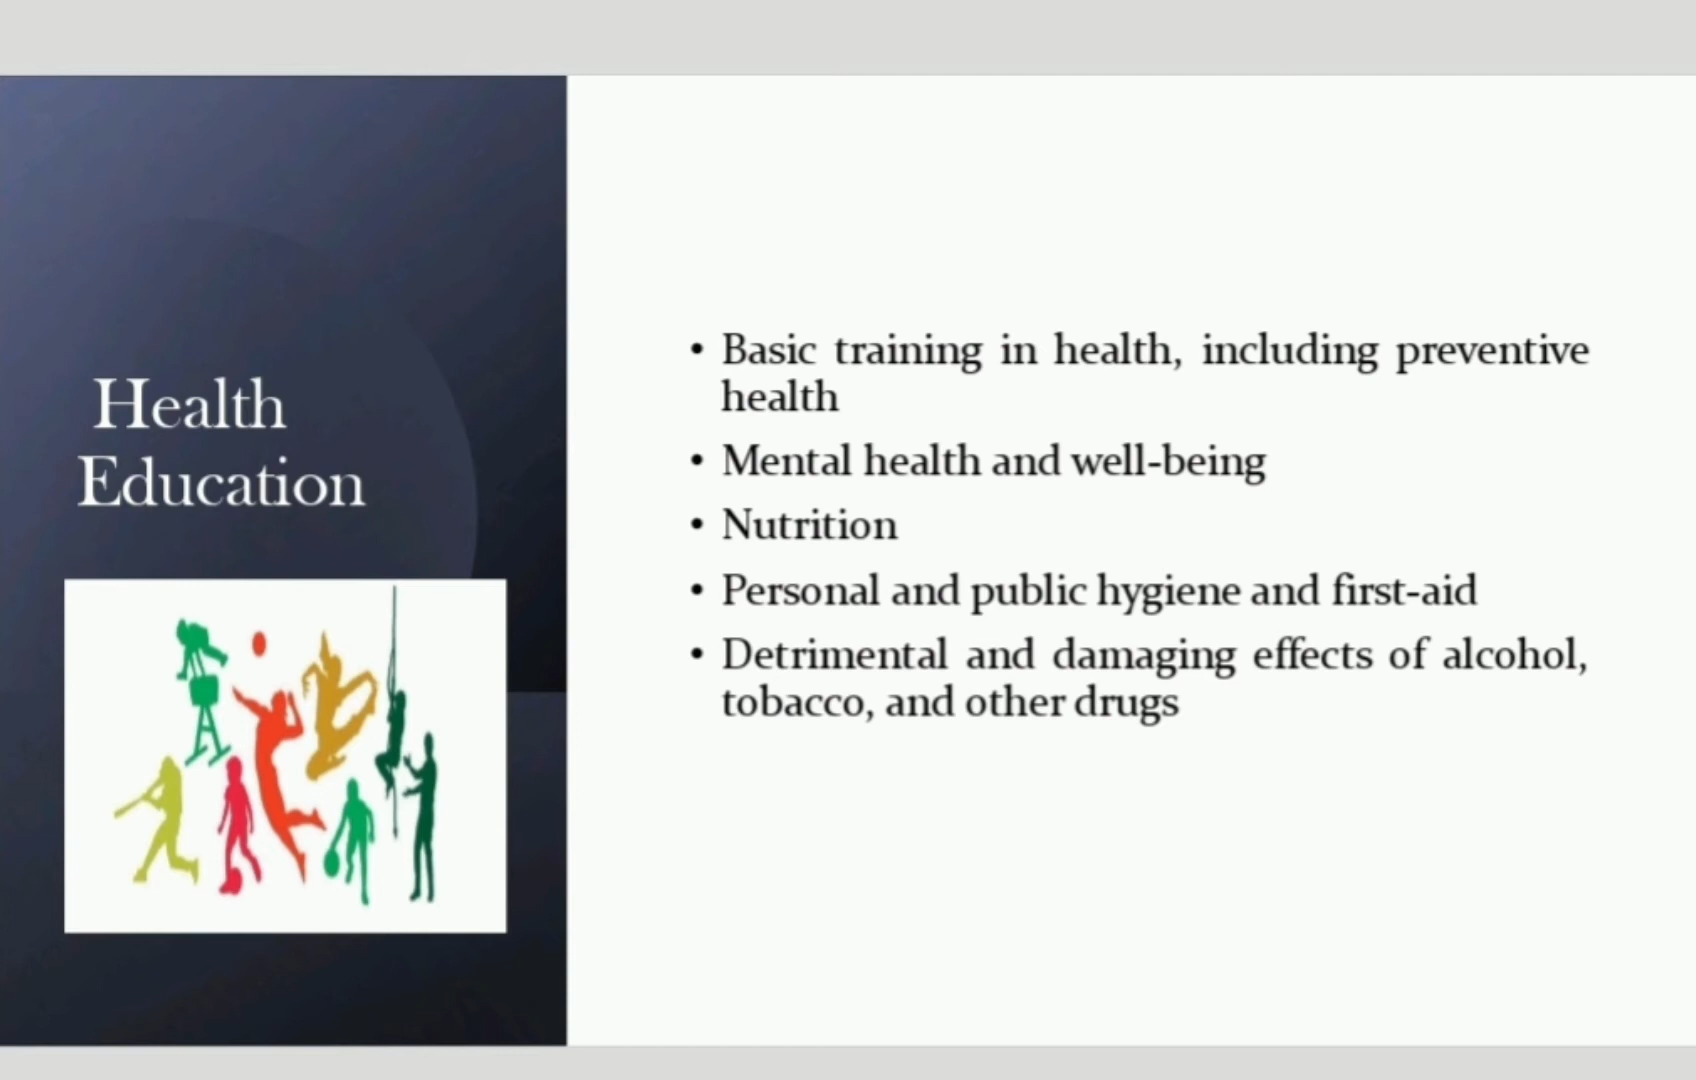 Health
Education
• Basic training in health, including preventive
health
• Mental health and well-being
• Nutrition
• Personal and public hygiene and first-aid
• Detrimental and damaging effects of alcohol,
tobacco, and other drugs